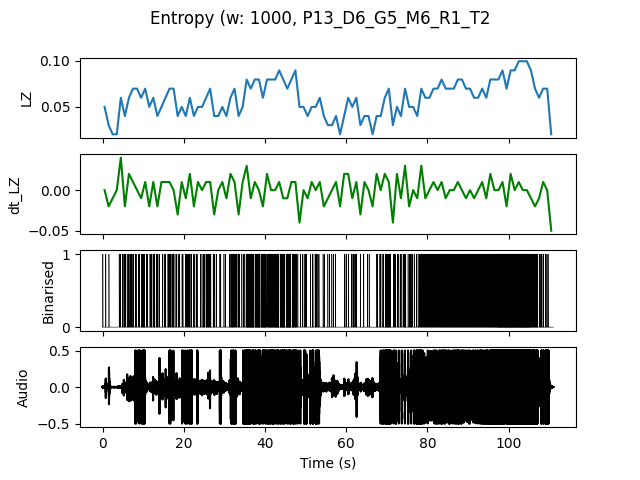 Entropy (w: 1000, P13_D6_G5_M6_R1_T2
0.10
0.05
LZ
0.00
−0.05
dt_LZ
1
0
Binarised
0.5
0.0
−0.5
Audio
0 20 40 60 80 100
Time (s)